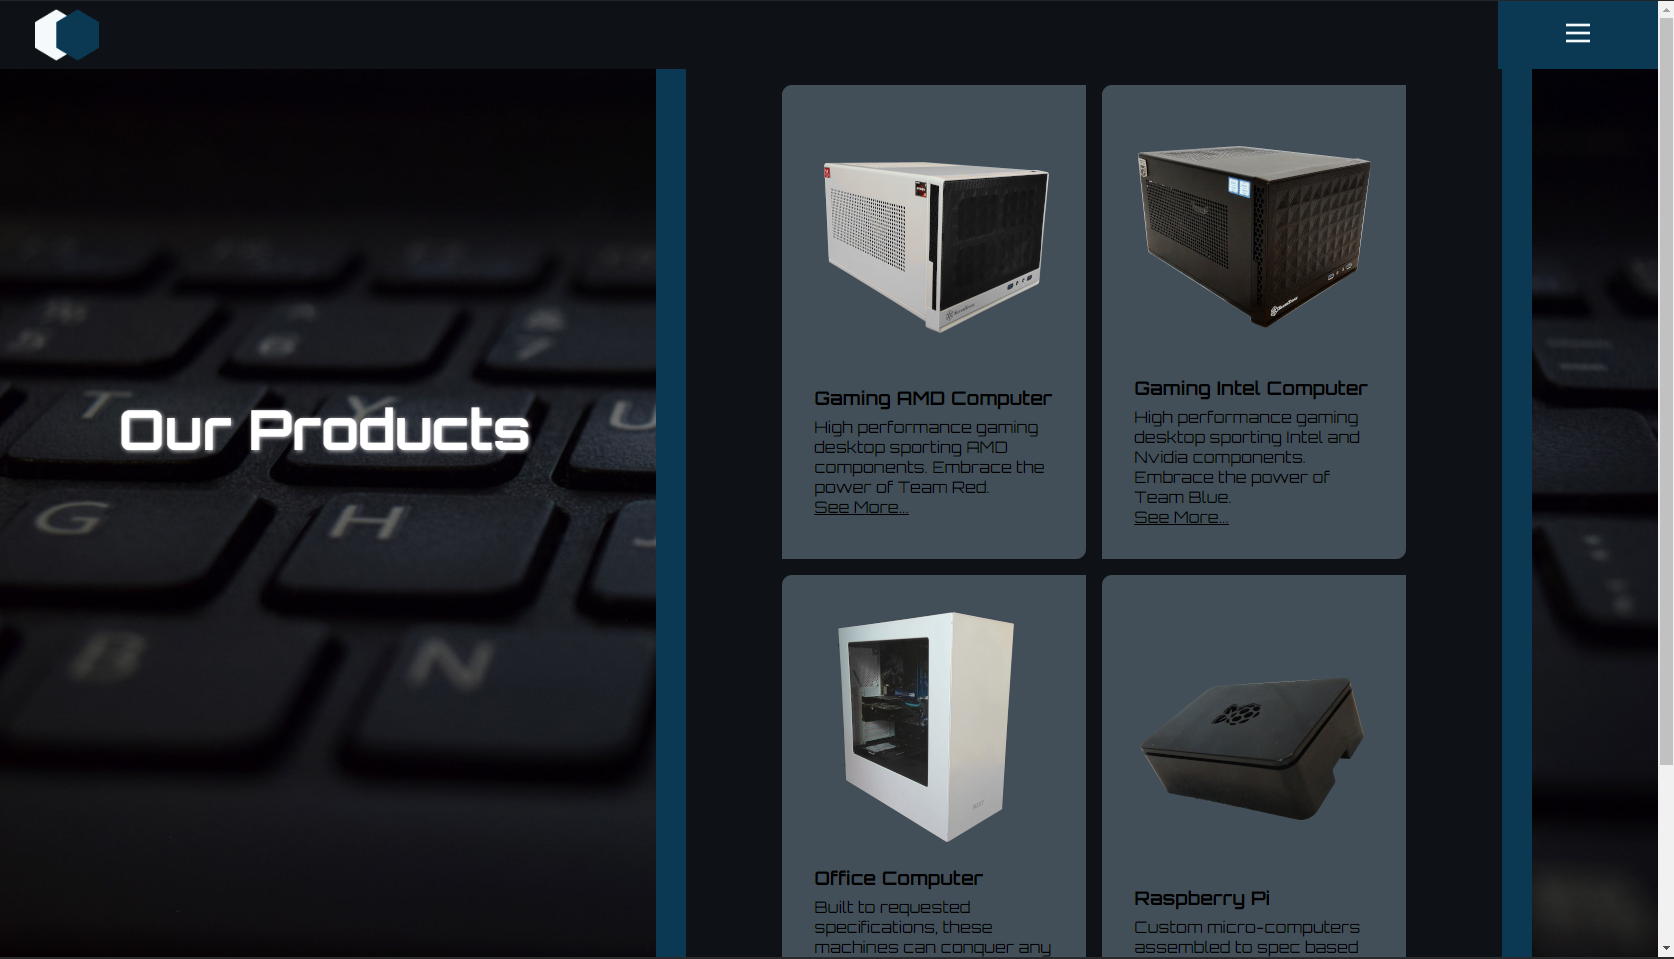 Our Products
Gaming AMD Computer
High performance gaming
desktop sporting AMD
components. Embrace the
power of Team Red.
See More...
Gaming Intel Computer
High performance gaming
desktop sporting Intel and
Nvidia components.
Embrace the power of
Team Blue.
See More...
Office Computer
Built to requested
specifications, these
machines can conquer any
Raspberry Pi
Custom micro-computers
assembled to spec based
5
6
7
T
Y
U
G
H
J
B
N